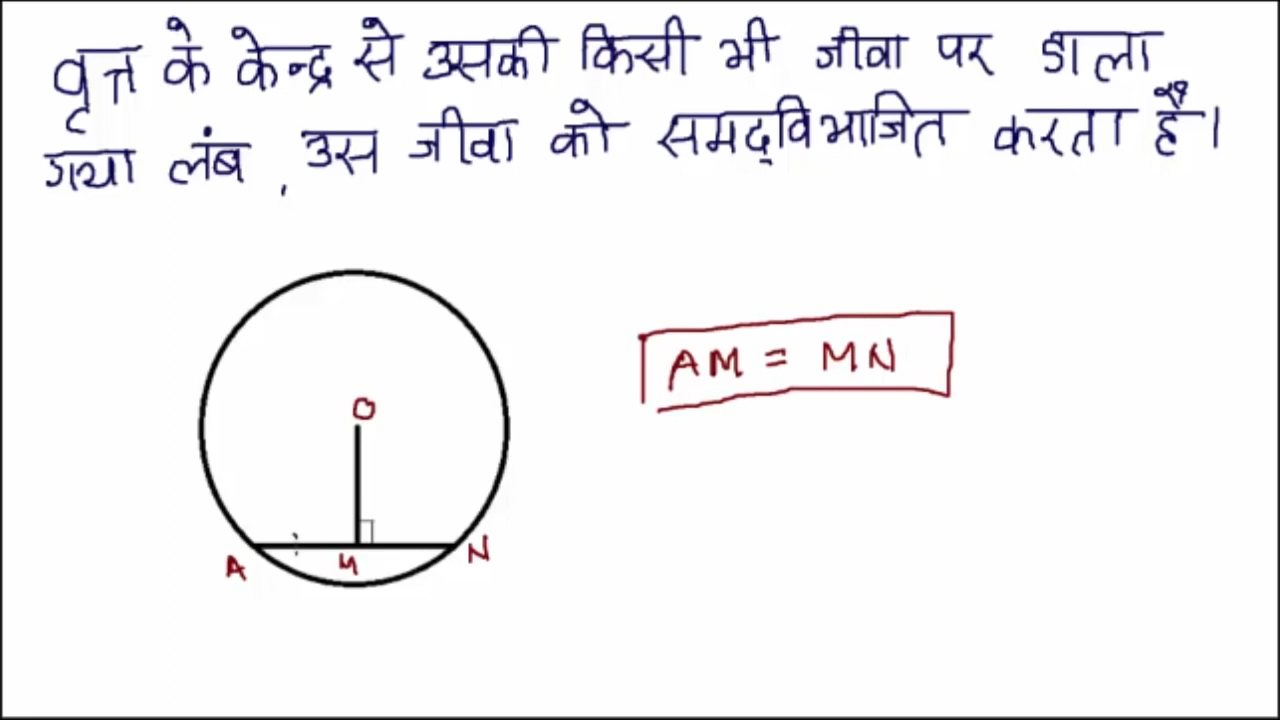 वृत्त के केन्द्र से उसकी किसी भी जीवा पर डाला
गया लंब, उस जीवा को समद्विभाजित करता है।
AM = MN
O
A M N